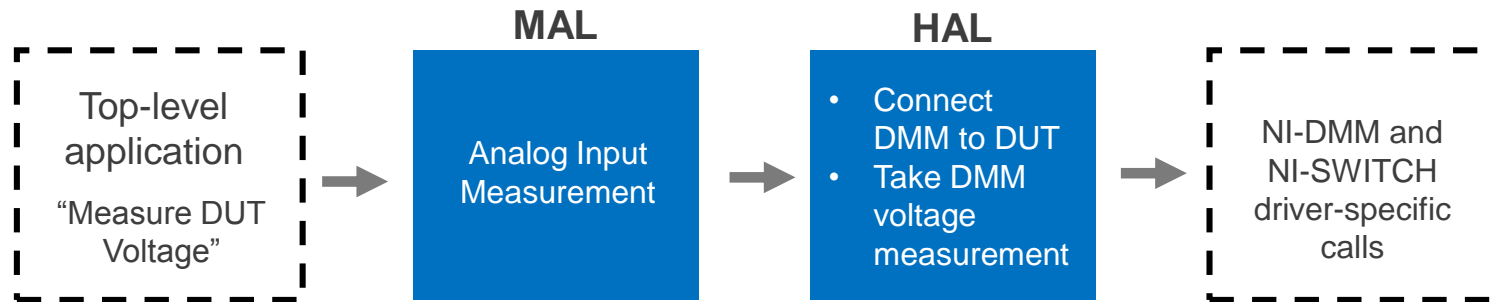 MAL
HAL
Top-level
application
“Measure DUT
Voltage”
Analog Input
Measurement
• Connect
DMM to DUT
• Take DMM
voltage
measurement
NI-DMM and
NI-SWITCH
driver-specific
calls